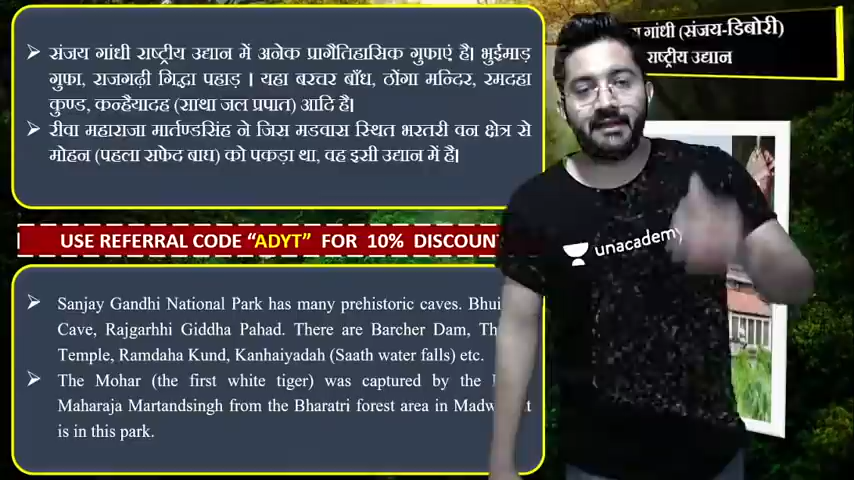 गांधी (संजय-डिबोरी)
राष्ट्रीय उद्यान
➢ संजय गांधी राष्ट्रीय उद्यान में अनेक प्रागैतिहासिक गुफाएं है। भुईमाड़
गुफा, राजगढ़ी गिद्धा पहाड़ । यहा बरचर बाँध, ठोंगा मन्दिर, रमदहा
कुण्ड, कन्हैयादह (साथा जल प्रपात) आदि है।
➢ रीवा महाराजा मार्तण्डसिंह ने जिस मडवास स्थित भरतरी वन क्षेत्र से
मोहन (पहला सफेद बाघ) को पकड़ा था, वह इसी उद्यान में है।
USE REFERRAL CODE “ADYT” FOR 10% DISCOUNT
➢ Sanjay Gandhi National Park has many prehistoric caves.
Cave, Rajgarhhi Giddha Pahad. There are Barcher Dam,
Temple, Ramdaha Kund, Kanhaiyadah (Saath water falls) etc.
➢ The Mohar (the first white tiger) was captured by the
Maharaja Martandsingh from the Bharatri forest area in
is in this park.
unacademy